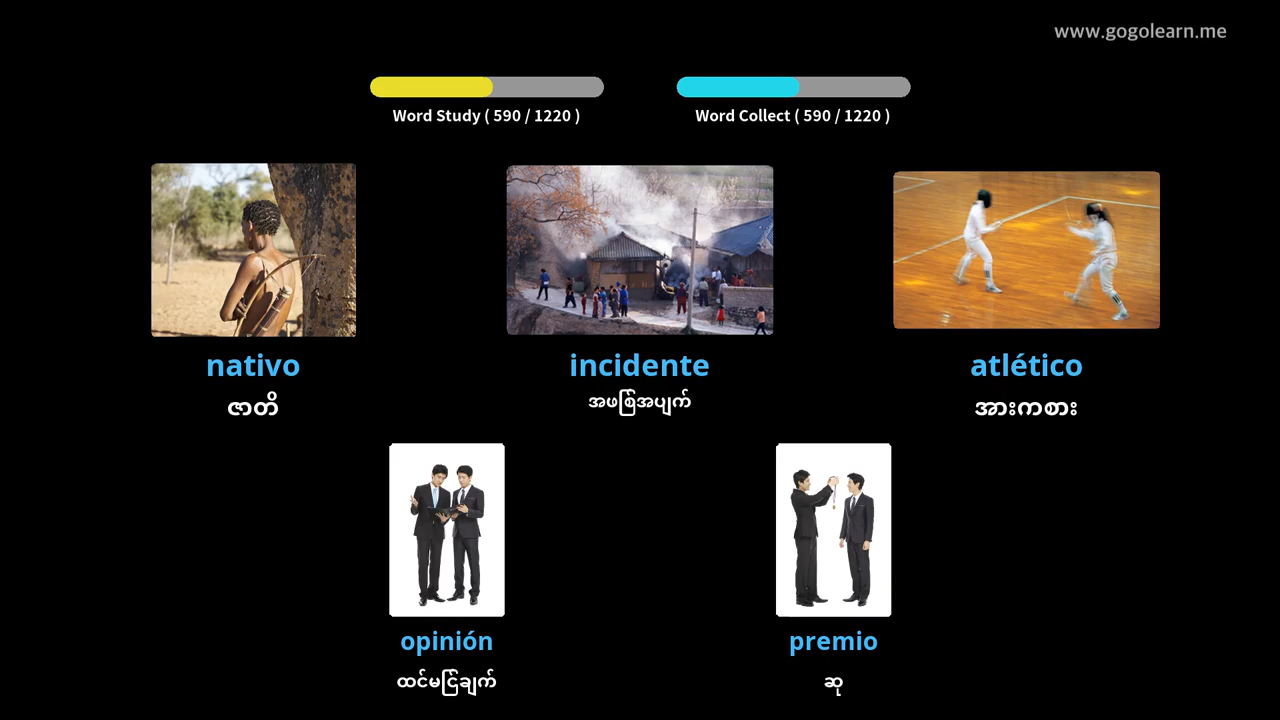 www.gogolearn.me
Word Study ( 590 / 1220 )
Word Collect ( 590 / 1220 )
nativo
ဇာတိ
incidente
အဖြစ်အပျက်
atlético
အားကစား
opinión
ထင်မြင်ချက်
premio
ဆု